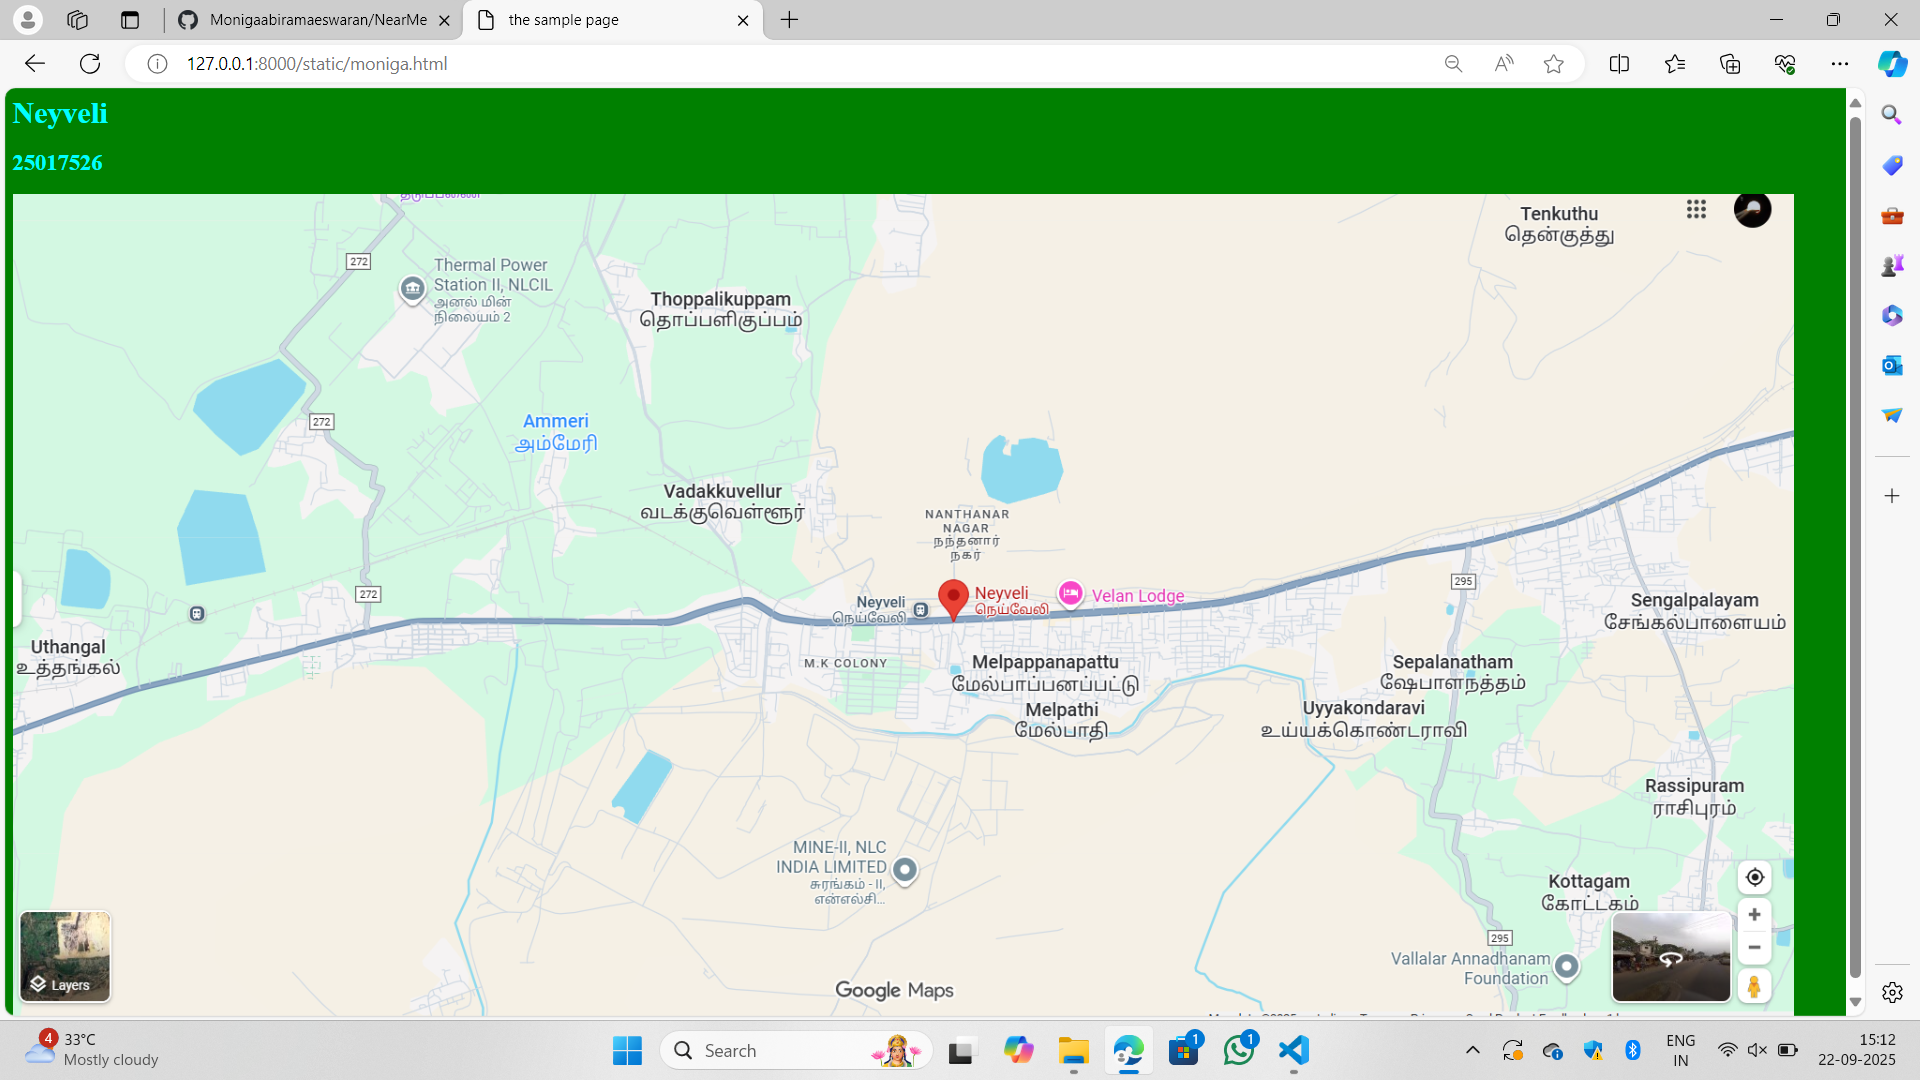 Monigaabiramaeswaran/NearMe
the sample page
127.0.0.1:8000/static/moniga.html
Neyveli
25017526
Tenkuthu
தென்குத்து
272
Thermal Power
Station II, NLCIL
அனல் மின்
நிலையம் 2
Thoppalikuppam
தொப்பளிகுப்பம்
272
Ammeri
அம்மேரி
Vadakkuvellur
வடக்குவெள்ளூர்
NANTHANAR
NAGAR
நந்தனார்
நகர்
272
295
Neyveli
நெய்வேலி
Neyveli
நெய்வேலி
Velan Lodge
Sengalpalayam
சேங்கல்பாளையம்
Uthangal
உத்தங்கல்
M.K COLONY
Melpappanapattu
மேல்பாப்பனப்பட்டு
Sepalanatham
ஷேபாளநத்தம்
Melpathi
மேல்பாதி
Uyyakondaravi
உய்யக்கொண்டராவி
Rassipuram
ராசிபுரம்
MINE-II, NLC
INDIA LIMITED
சுரங்கம் - II,
என்எல்சி...
Kottagam
கோட்டகம்
295
Vallalar Annadhanam
Foundation
Layers
Google Maps
4
33°C
Mostly cloudy
Search
1
1
ENG
IN
15:12
22-09-2025